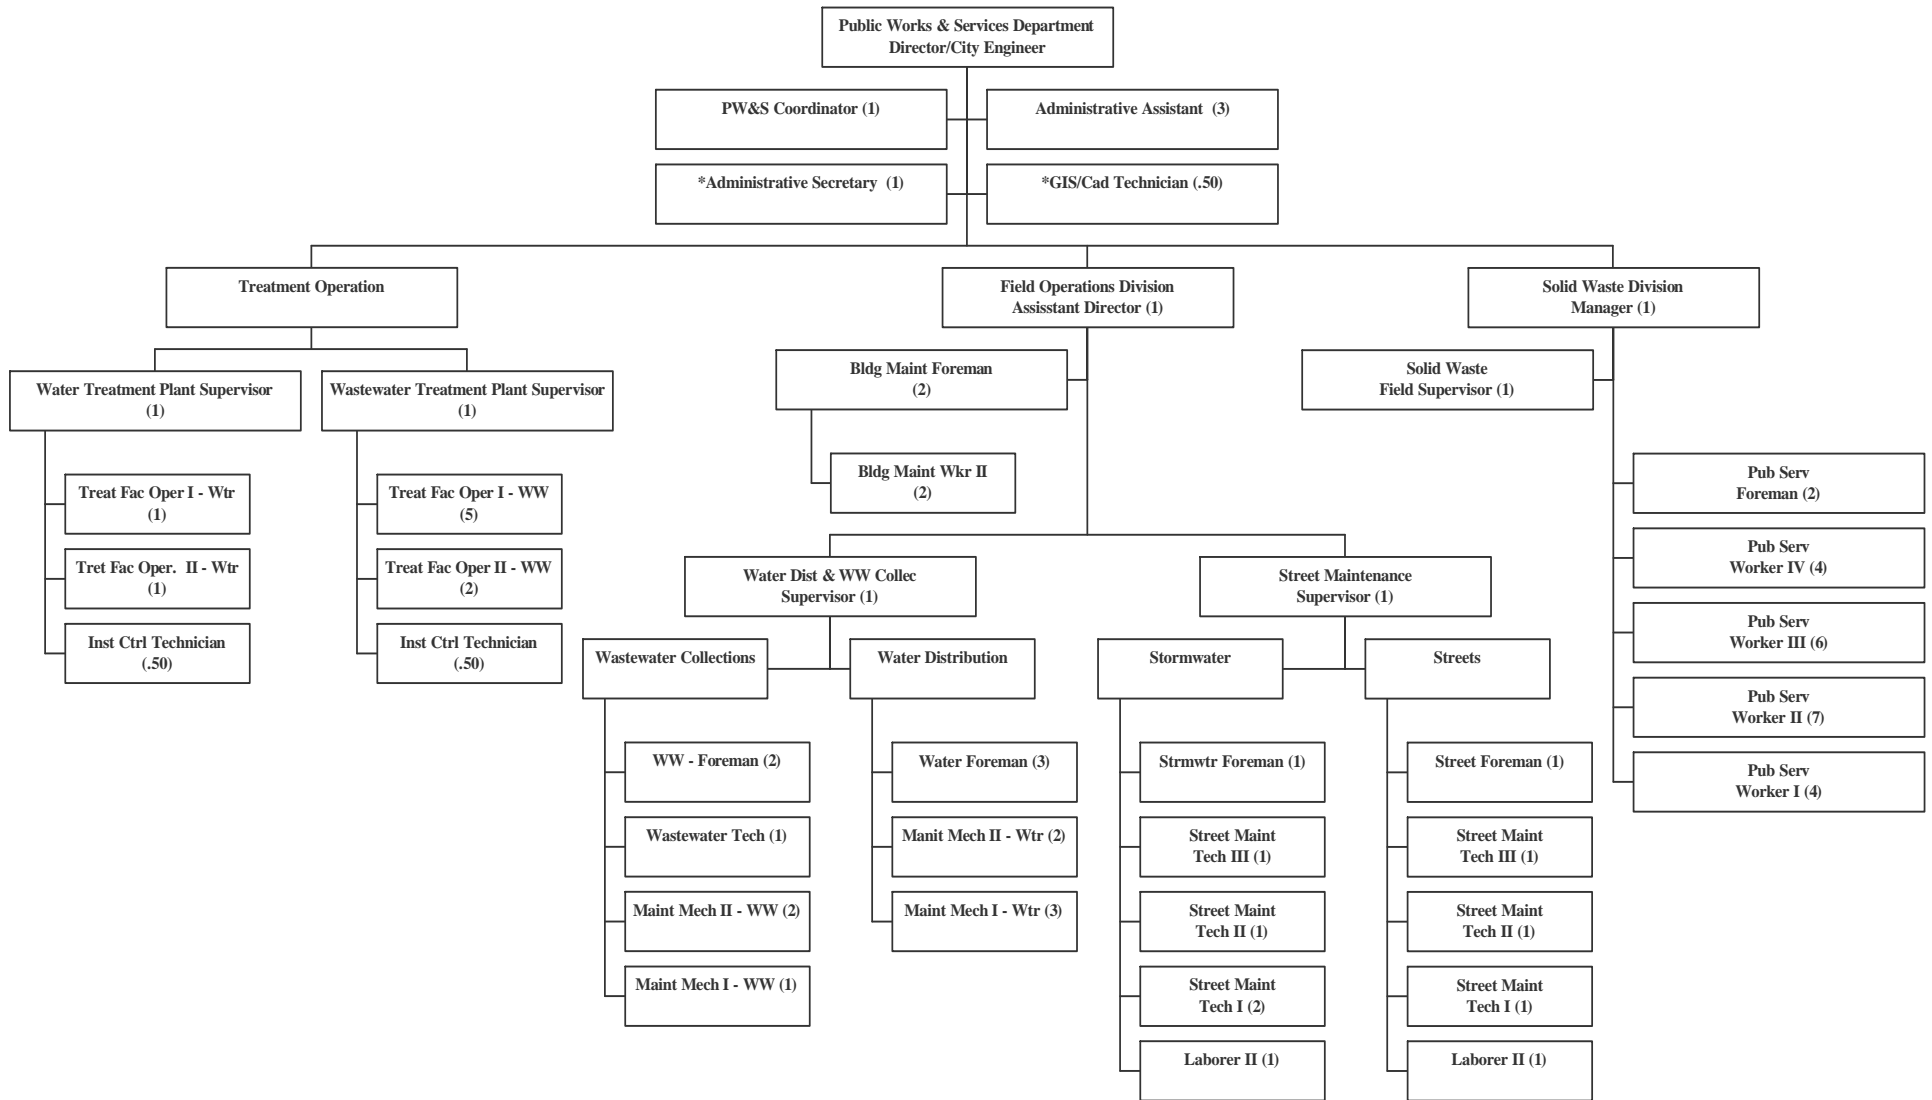 Public Works & Services Department
Director/City Engineer
PW&S Coordinator (1)
Administrative Assistant (3)
*Administrative Secretary (1)
*GIS/Cad Technician (.50)
Treatment Operation
Field Operations Division
Assisstant Director (1)
Solid Waste Division
Manager (1)
Water Treatment Plant Supervisor
(1)
Wastewater Treatment Plant Supervisor
(1)
Treat Fac Oper I - Wtr
(1)
Tret Fac Oper. II - Wtr
(1)
Inst Ctrl Technician
(.50)
Treat Fac Oper I - WW
(5)
Treat Fac Oper II - WW
(2)
Inst Ctrl Technician
(.50)
Bldg Maint Foreman
(2)
Bldg Maint Wkr II
(2)
Water Dist & WW Collec
Supervisor (1)
Street Maintenance
Supervisor (1)
Wastewater Collections
WW - Foreman (2)
Wastewater Tech (1)
Maint Mech II - WW (2)
Maint Mech I - WW (1)
Water Distribution
Water Foreman (3)
Manit Mech II - Wtr (2)
Maint Mech I - Wtr (3)
Stormwater
Strmwtr Foreman (1)
Street Maint
Tech III (1)
Street Maint
Tech II (1)
Street Maint
Tech I (2)
Laborer II (1)
Streets
Street Foreman (1)
Street Maint
Tech III (1)
Street Maint
Tech II (1)
Street Maint
Tech I (1)
Laborer II (1)
Solid Waste
Field Supervisor (1)
Pub Serv
Foreman (2)
Pub Serv
Worker IV (4)
Pub Serv
Worker III (6)
Pub Serv
Worker II (7)
Pub Serv
Worker I (4)